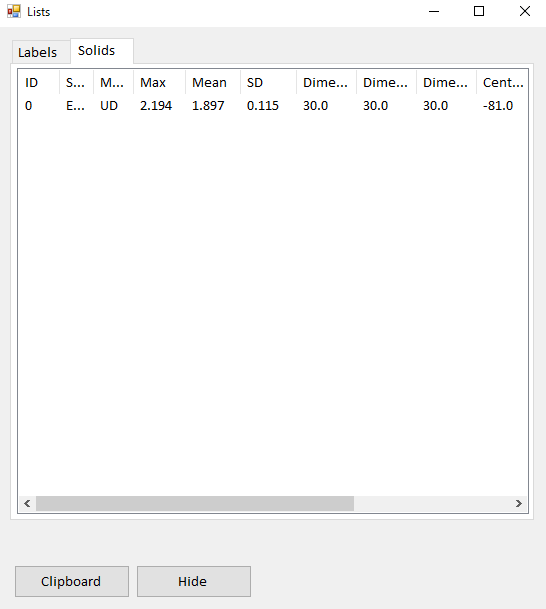 Lists
Labels Solids
ID S... M... Max Mean SD Dime... Dime... Dime... Cent...
0 E... UD 2.194 1.897 0.115 30.0 30.0 30.0 -81.0
Clipboard Hide